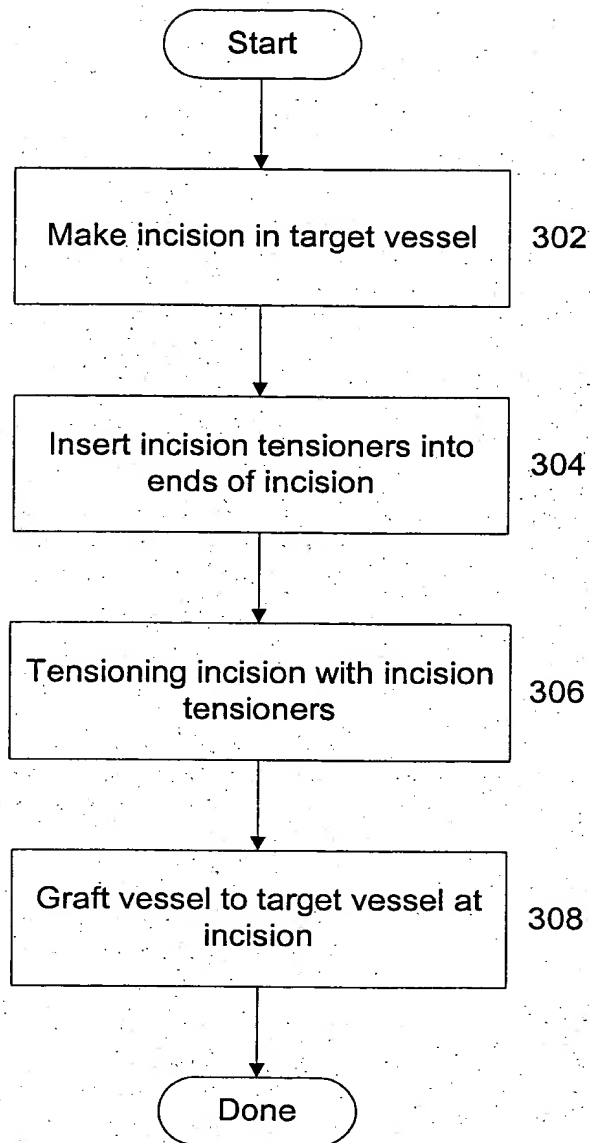 Start
Make incision in target vessel
302
Insert incision tensioners into
ends of incision
304
Tensioning incision with incision
tensioners
306
Graft vessel to target vessel at
incision
308
Done